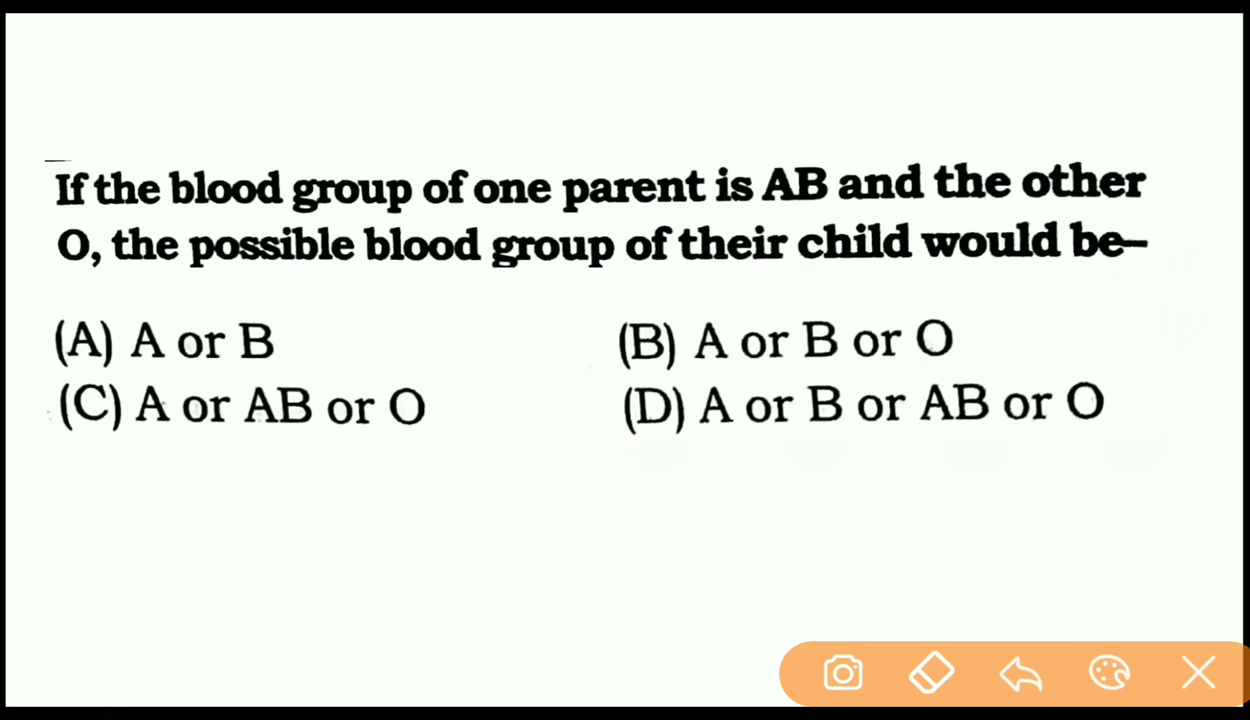 If the blood group of one parent is AB and the other
O, the possible blood group of their child would be–
(A) A or B
(B) A or B or O
(C) A or AB or O
(D) A or B or AB or O